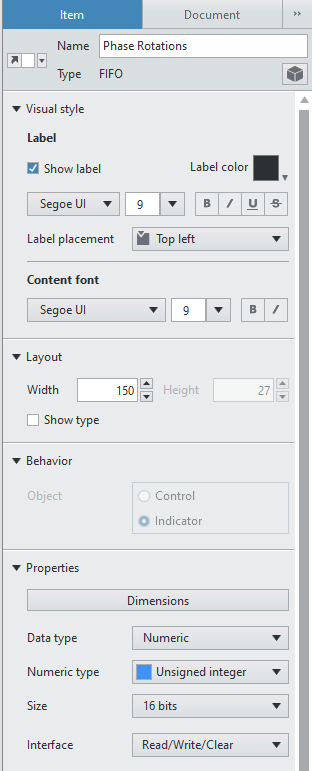 Item Document ››
Name Phase Rotations
Type FIFO
Visual style
Label
Show label Label color
Segoe UI 9 B I U S
Label placement Top left
Content font
Segoe UI 9 B I
Layout
Width 150 Height 27
Show type
Behavior
Object Control
Indicator
Properties
Dimensions
Data type Numeric
Numeric type Unsigned integer
Size 16 bits
Interface Read/Write/Clear